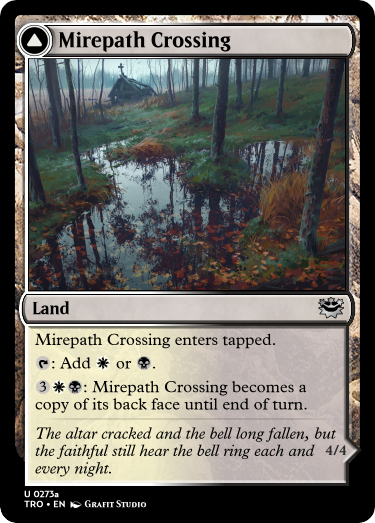 Mirepath Crossing
Land
Mirepath Crossing enters tapped.
: Add or .
3 : Mirepath Crossing becomes a
copy of its back face until end of turn.
The altar cracked and the bell long fallen, but
the faithful still hear the bell ring each and
every night.
4/4
U 0273a
TRO • EN Grafit Studio